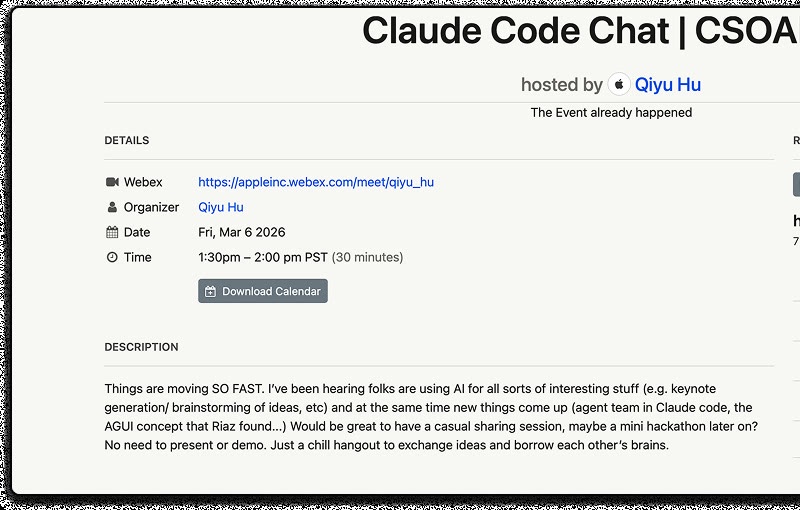 Claude Code Chat | CSOA
hosted by Qiyu Hu
The Event already happened
DETAILS
Webex https://appleinc.webex.com/meet/qiyu_hu
Organizer Qiyu Hu
Date Fri, Mar 6 2026
Time 1:30pm – 2:00 pm PST (30 minutes)
Download Calendar
DESCRIPTION
Things are moving SO FAST. I’ve been hearing folks are using AI for all sorts of interesting stuff (e.g. keynote
generation/ brainstorming of ideas, etc) and at the same time new things come up (agent team in Claude code, the
AGUI concept that Riaz found...) Would be great to have a casual sharing session, maybe a mini hackathon later on?
No need to present or demo. Just a chill hangout to exchange ideas and borrow each other’s brains.